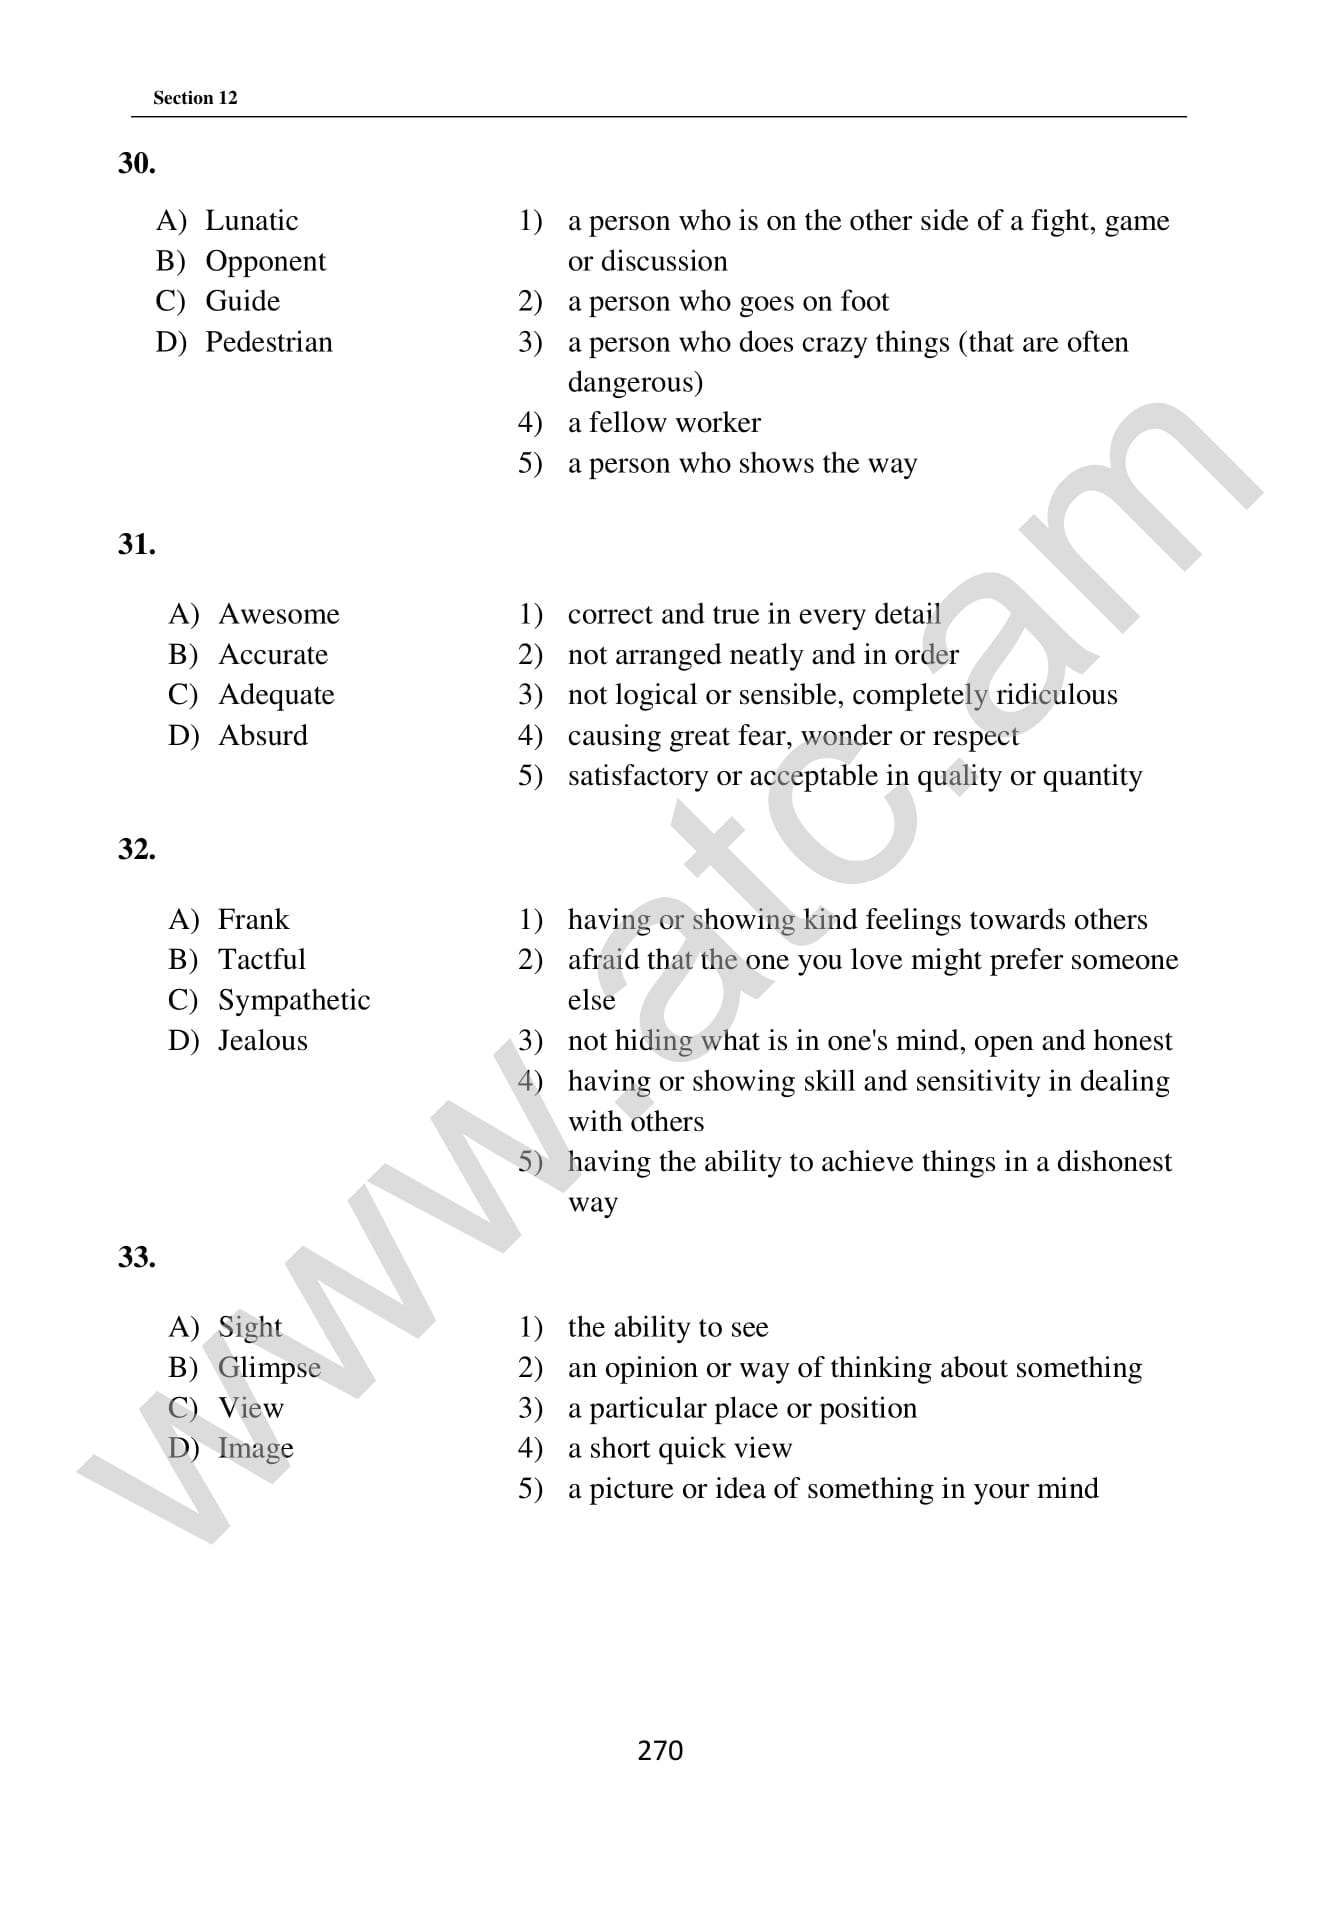 Section 12
30.
A) Lunatic
B) Opponent
C) Guide
D) Pedestrian
1) a person who is on the other side of a fight, game
or discussion
2) a person who goes on foot
3) a person who does crazy things (that are often
dangerous)
4) a fellow worker
5) a person who shows the way
31.
A) Awesome
B) Accurate
C) Adequate
D) Absurd
1) correct and true in every detail
2) not arranged neatly and in order
3) not logical or sensible, completely ridiculous
4) causing great fear, wonder or respect
5) satisfactory or acceptable in quality or quantity
32.
A) Frank
B) Tactful
C) Sympathetic
D) Jealous
1) having or showing kind feelings towards others
2) afraid that the one you love might prefer someone
else
3) not hiding what is in one's mind, open and honest
4) having or showing skill and sensitivity in dealing
with others
5) having the ability to achieve things in a dishonest
way
33.
A) Sight
B) Glimpse
C) View
D) Image
1) the ability to see
2) an opinion or way of thinking about something
3) a particular place or position
4) a short quick view
5) a picture or idea of something in your mind
270
www.atc.am